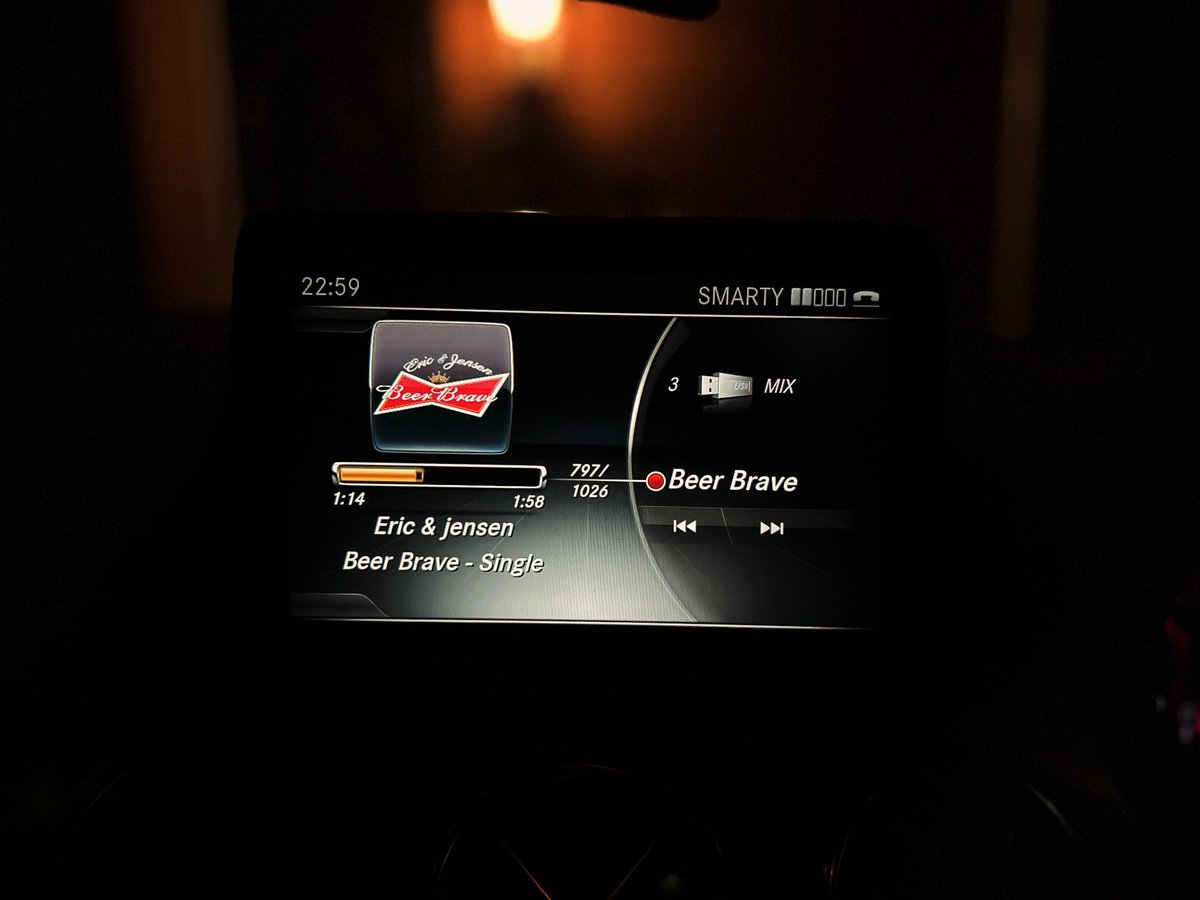 22:59
SMARTY
Eric & Jensen
Beer Brave
3
USB
MIX
797/
1026
Beer Brave
1:14
1:58
Eric & jensen
Beer Brave - Single